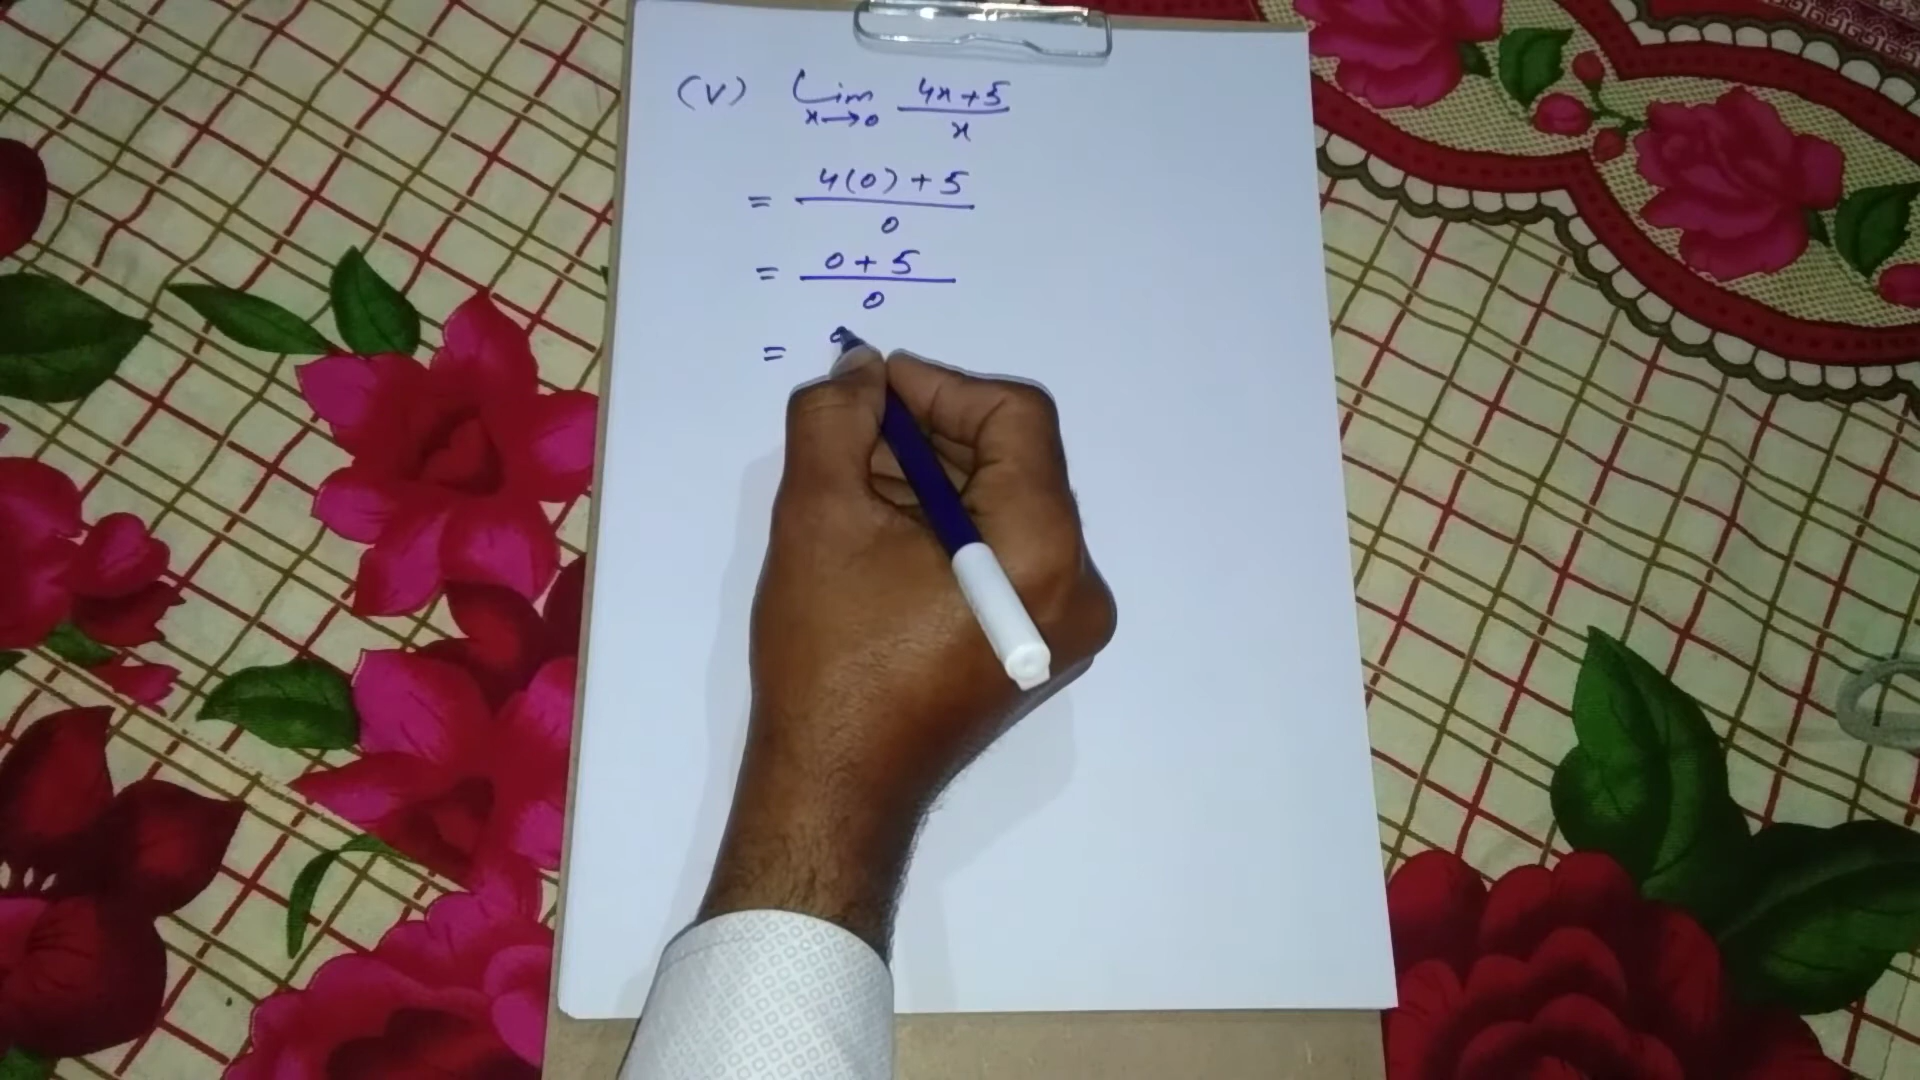 (V) Lim x→0 4x+5/x
= 4(0)+5/0
= 0+5/0
=